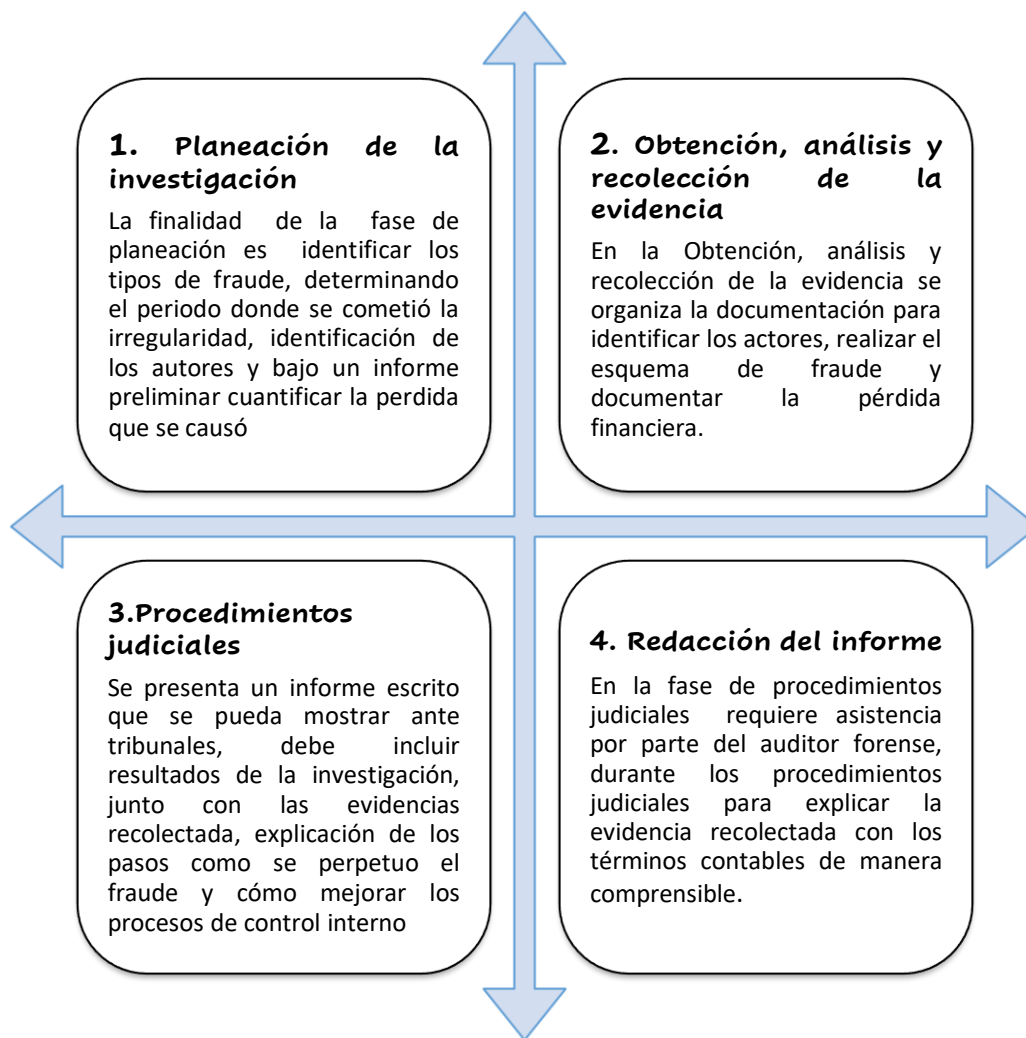 1. Planeación de la
investigación
La finalidad de la fase de
planeación es identificar los
tipos de fraude, determinando
el periodo donde se cometió la
irregularidad, identificación de
los autores y bajo un informe
preliminar cuantificar la perdida
que se causó
2. Obtención, análisis y
recolección de la
evidencia
En la Obtención, análisis y
recolección de la evidencia se
organiza la documentación para
identificar los actores, realizar el
esquema de fraude y
documentar la pérdida
financiera.
3.Procedimientos
judiciales
Se presenta un informe escrito
que se pueda mostrar ante
tribunales, debe incluir
resultados de la investigación,
junto con las evidencias
recolectada, explicación de los
pasos como se perpetuo el
fraude y cómo mejorar los
procesos de control interno
4. Redacción del informe
En la fase de procedimientos
judiciales requiere asistencia
por parte del auditor forense,
durante los procedimientos
judiciales para explicar la
evidencia recolectada con los
términos contables de manera
comprensible.